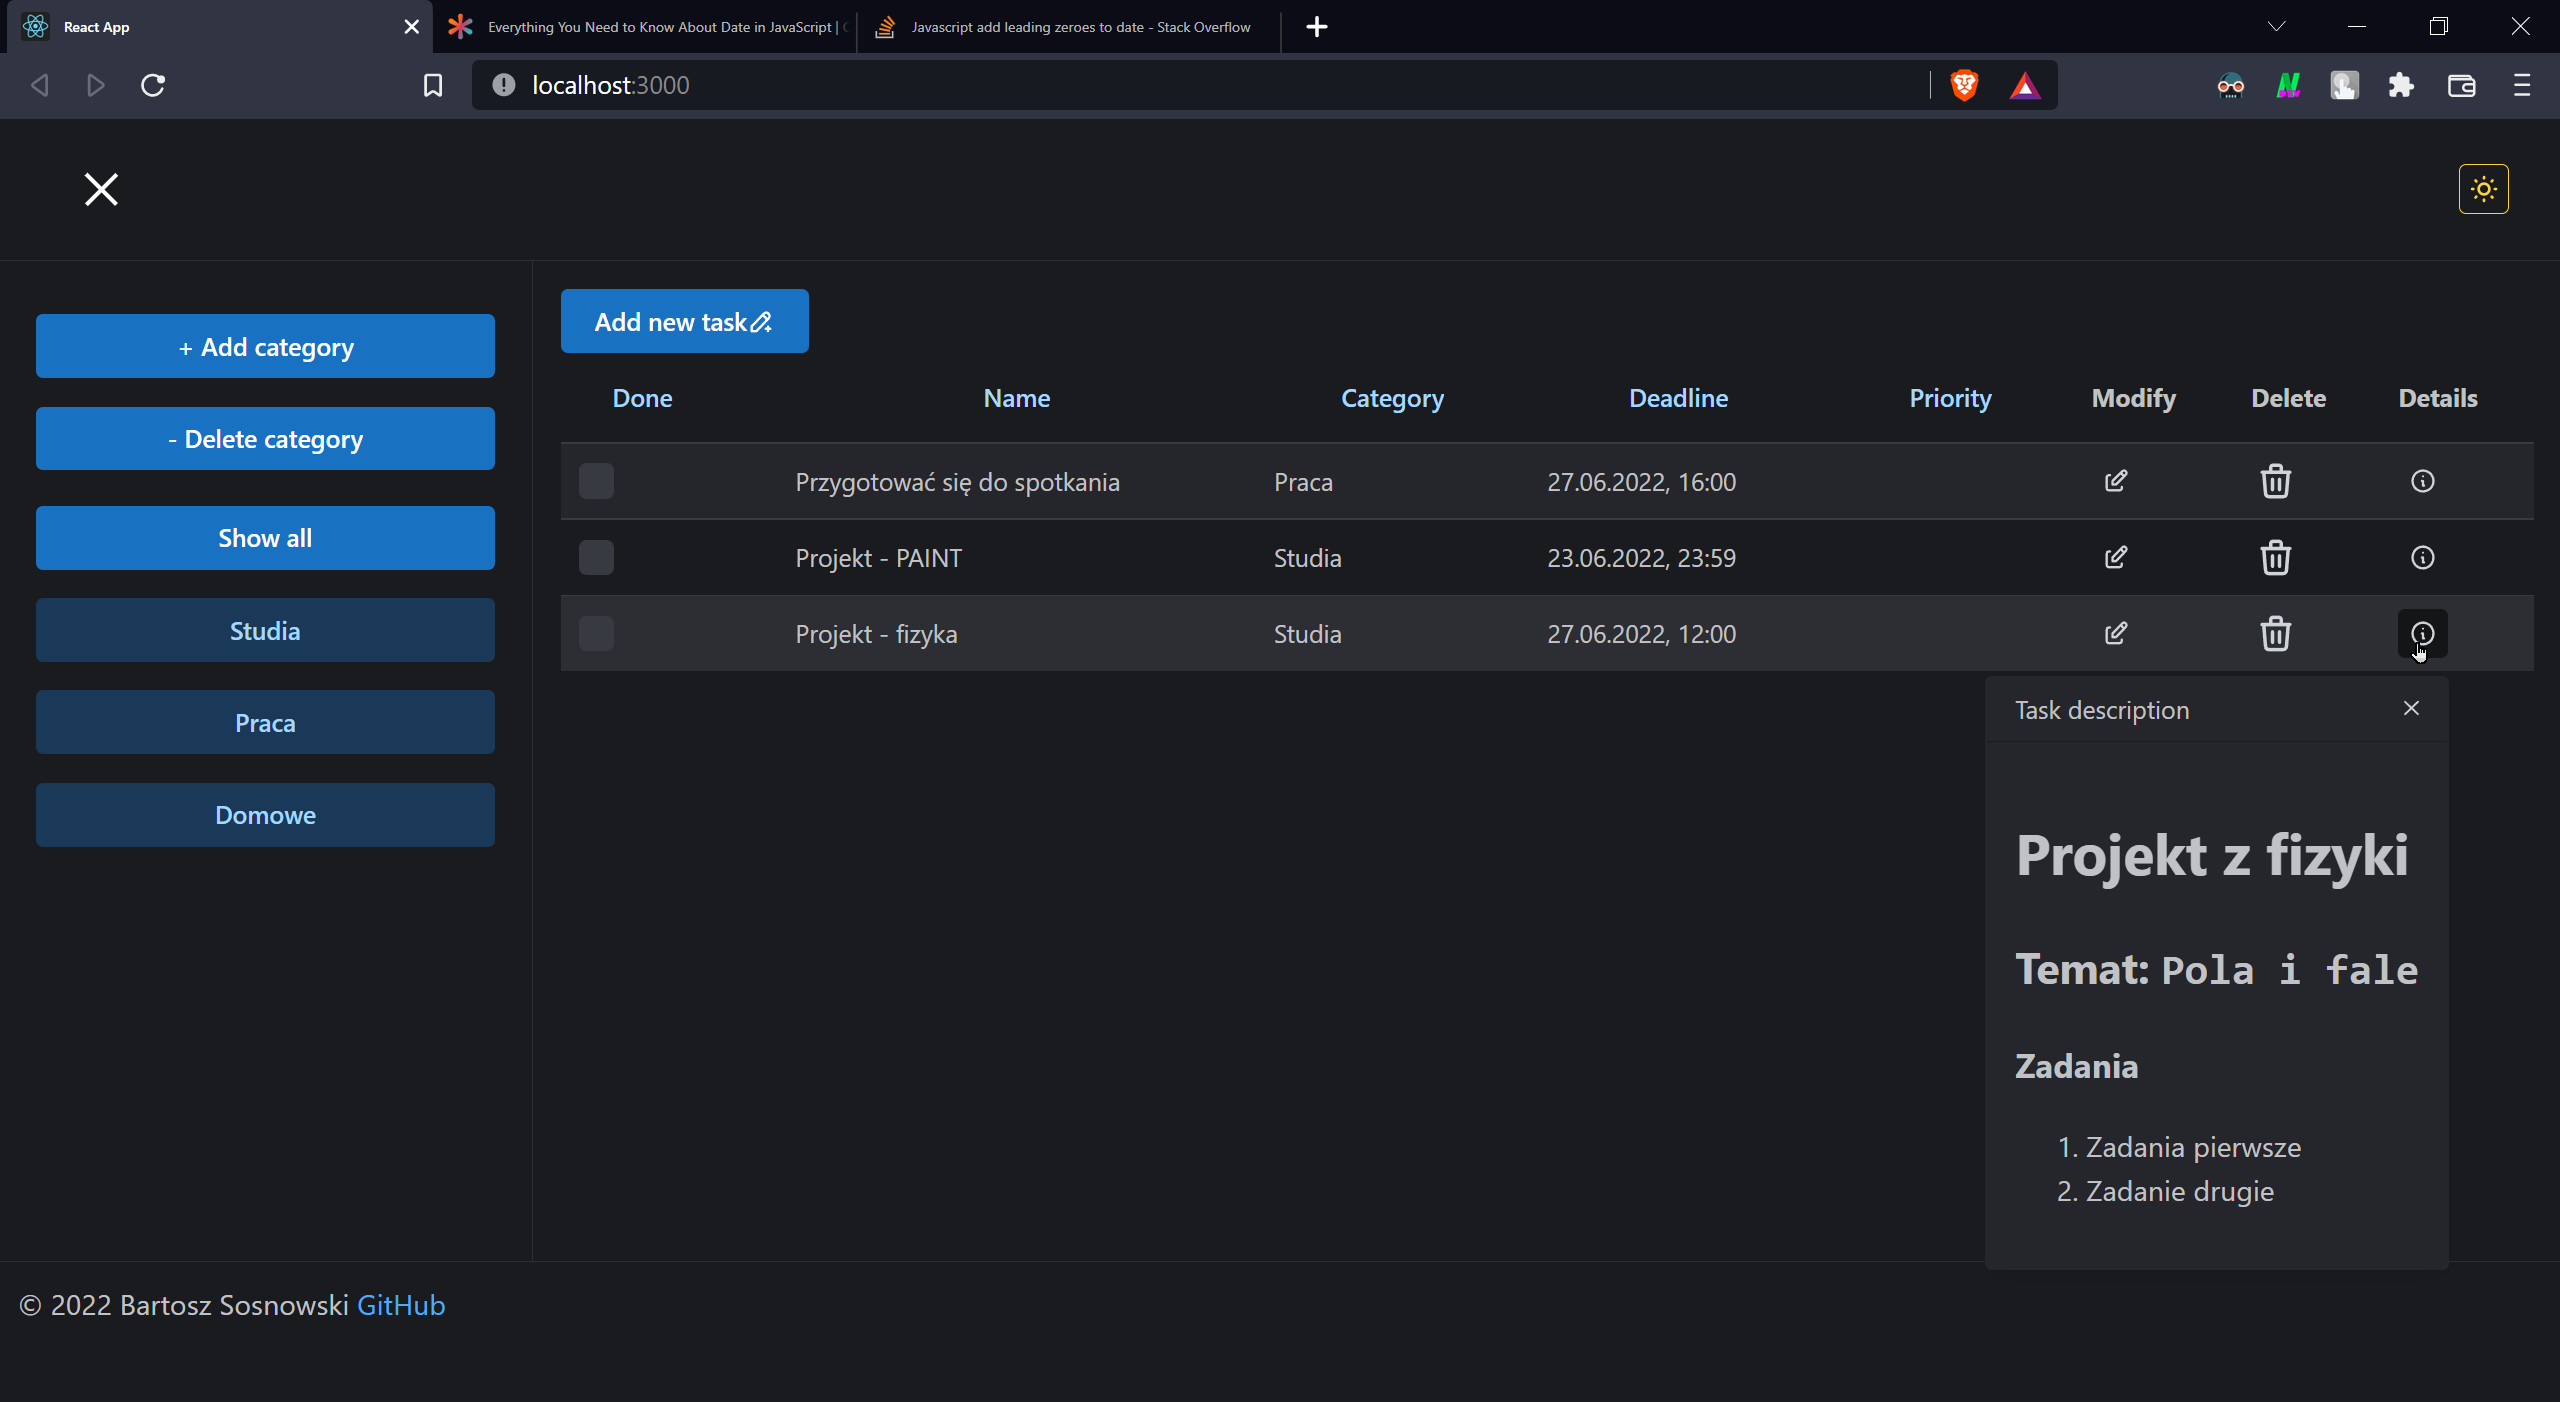 React App
Everything You Need to Know About Date in JavaScript |
Javascript add leading zeroes to date - Stack Overflow
localhost:3000
+ Add category
- Delete category
Show all
Studia
Praca
Domowe
Add new task
Done Name Category Deadline Priority Modify Delete Details
Przygotować się do spotkania Praca 27.06.2022, 16:00
Projekt - PAINT Studia 23.06.2022, 23:59
Projekt - fizyka Studia 27.06.2022, 12:00
Task description
Projekt z fizyki
Temat: Pola i fale
Zadania
1. Zadania pierwsze
2. Zadanie drugie
© 2022 Bartosz Sosnowski GitHub